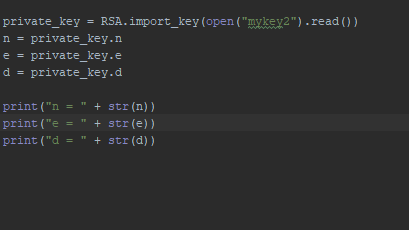 private_key = RSA.import_key(open("mykey2").read())
n = private_key.n
e = private_key.e
d = private_key.d
print("n = " + str(n))
print("e = " + str(e))
print("d = " + str(d))